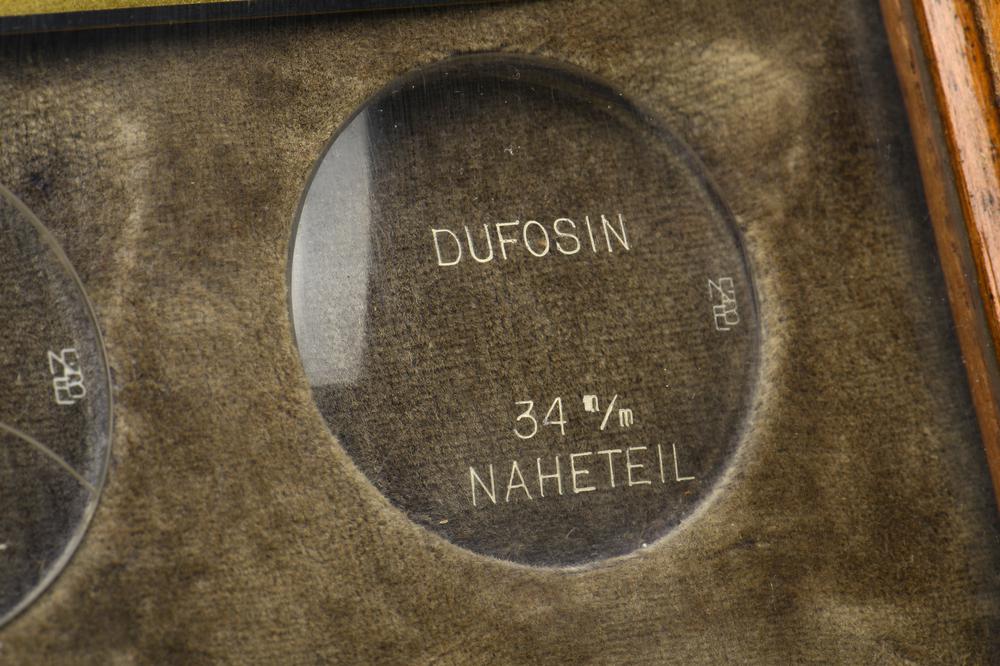 DUFOSIN
34 m/m
NAHETEIL